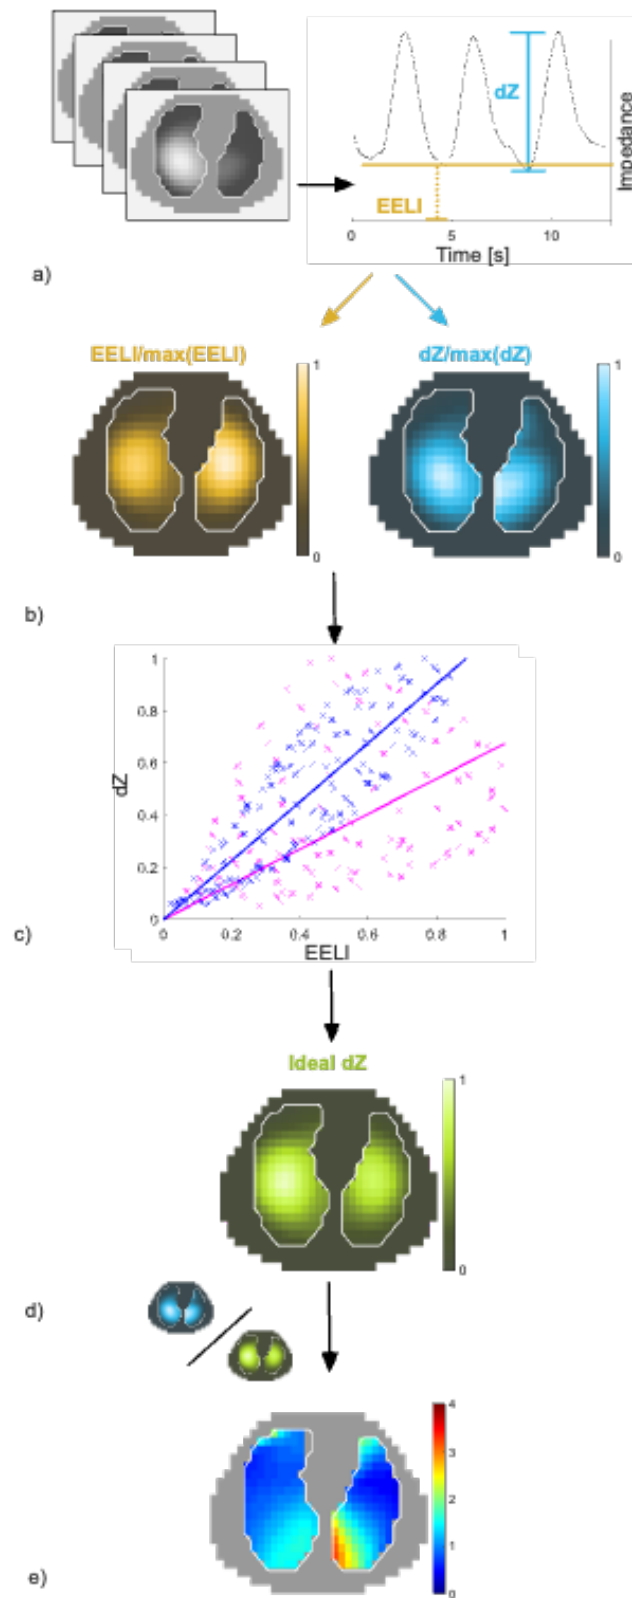 dZ
Impedance
EELI
0
5
10
Time [s]
a)
EELI/max(EELI)
dZ/max(dZ)
1
0
1
0
b)
1
0.8
0.6
0.4
0.2
0
dZ
0
0.2
0.4
0.6
0.8
1
EELI
c)
Ideal dZ
1
0
d)
4
3
2
1
0
e)